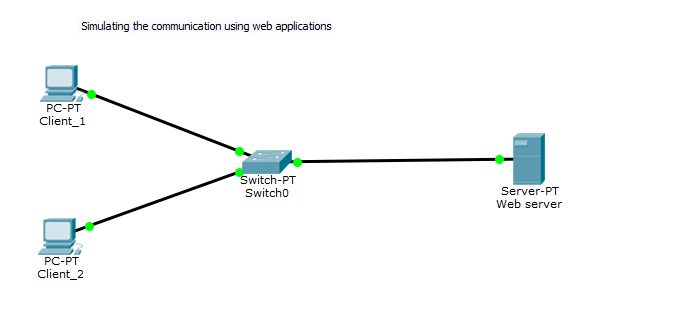 Simulating the communication using web applications
PC-PT
Client_1
Switch-PT
Switch0
Server-PT
Web server
PC-PT
Client_2